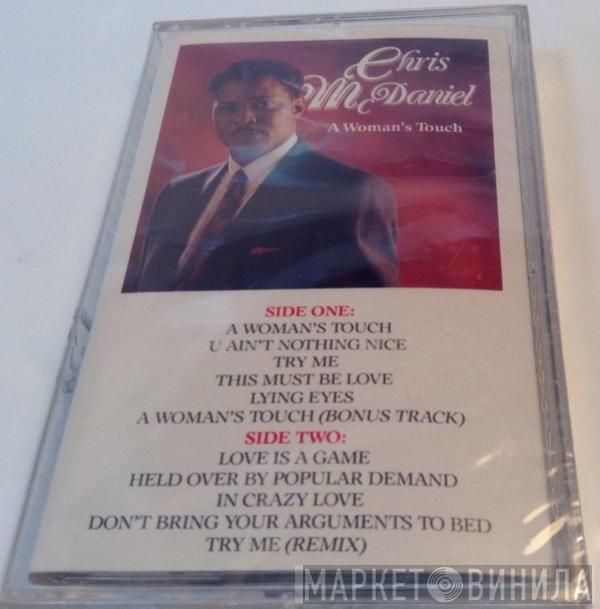 Chris
McDaniel
A Woman's Touch
SIDE ONE:
A WOMAN'S TOUCH
U AIN'T NOTHING NICE
TRY ME
THIS MUST BE LOVE
LYING EYES
A WOMAN'S TOUCH (BONUS TRACK)
SIDE TWO:
LOVE IS A GAME
HELD OVER BY POPULAR DEMAND
IN CRAZY LOVE
DON'T BRING YOUR ARGUMENTS TO BED
TRY ME (REMIX)
МАРКЕТ ВИНИЛА